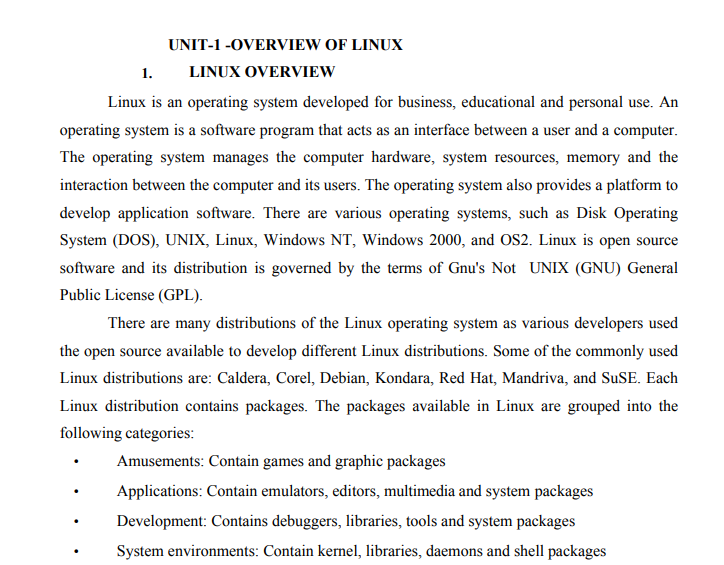 UNIT-1 -OVERVIEW OF LINUX
1. LINUX OVERVIEW
Linux is an operating system developed for business, educational and personal use. An
operating system is a software program that acts as an interface between a user and a computer.
The operating system manages the computer hardware, system resources, memory and the
interaction between the computer and its users. The operating system also provides a platform to
develop application software. There are various operating systems, such as Disk Operating
System (DOS), UNIX, Linux, Windows NT, Windows 2000, and OS2. Linux is open source
software and its distribution is governed by the terms of Gnu's Not UNIX (GNU) General
Public License (GPL).
There are many distributions of the Linux operating system as various developers used
the open source available to develop different Linux distributions. Some of the commonly used
Linux distributions are: Caldera, Corel, Debian, Kondara, Red Hat, Mandriva, and SuSE. Each
Linux distribution contains packages. The packages available in Linux are grouped into the
following categories:
• Amusements: Contain games and graphic packages
• Applications: Contain emulators, editors, multimedia and system packages
• Development: Contains debuggers, libraries, tools and system packages
• System environments: Contain kernel, libraries, daemons and shell packages